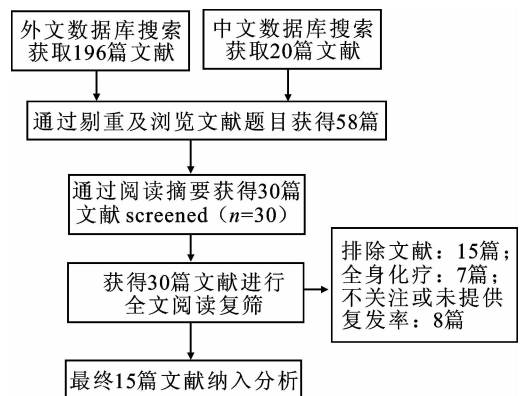 外文数据库搜索
获取196篇文献
中文数据库搜索
获取20篇文献
通过剔重及浏览文献题目获得58篇
通过阅读摘要获得30篇
文献 screened（n=30）
获得30篇文献进行
全文阅读复筛
排除文献：15篇；
全身化疗：7篇；
不关注或未提供
复发率：8篇
最终15篇文献纳入分析